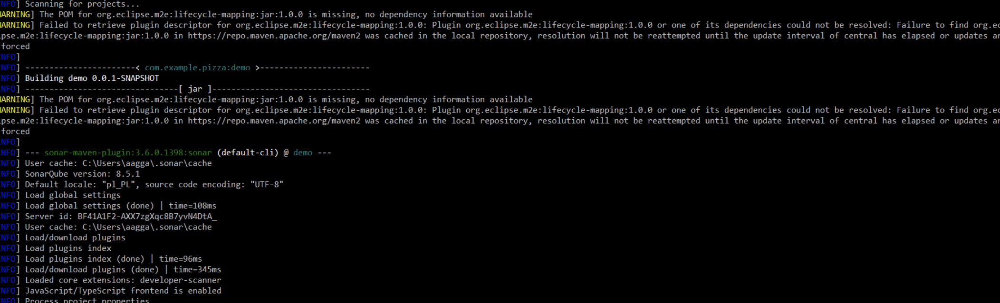 NFO] Scanning for projects...
ARNING] The POM for org.eclipse.m2e:lifecycle-mapping:jar:1.0.0 is missing, no dependency information available
ARNING] Failed to retrieve plugin descriptor for org.eclipse.m2e:lifecycle-mapping:1.0.0: Plugin org.eclipse.m2e:lifecycle-mapping:1.0.0 or one of its dependencies could not be resolved: Failure to find org.ec
pse.m2e:lifecycle-mapping:jar:1.0.0 in https://repo.maven.apache.org/maven2 was cached in the local repository, resolution will not be reattempted until the update interval of central has elapsed or updates ar
forced
NFO]
NFO] -----------------------< com.example.pizza:demo >-----------------------
NFO] Building demo 0.0.1-SNAPSHOT
NFO] --------------------------------[ jar ]---------------------------------
ARNING] The POM for org.eclipse.m2e:lifecycle-mapping:jar:1.0.0 is missing, no dependency information available
ARNING] Failed to retrieve plugin descriptor for org.eclipse.m2e:lifecycle-mapping:1.0.0: Plugin org.eclipse.m2e:lifecycle-mapping:1.0.0 or one of its dependencies could not be resolved: Failure to find org.ec
pse.m2e:lifecycle-mapping:jar:1.0.0 in https://repo.maven.apache.org/maven2 was cached in the local repository, resolution will not be reattempted until the update interval of central has elapsed or updates ar
forced
NFO]
NFO] --- sonar-maven-plugin:3.6.0.1398:sonar (default-cli) @ demo ---
NFO] User cache: C:\Users\aagga\.sonar\cache
NFO] SonarQube version: 8.5.1
NFO] Default locale: "pl_PL", source code encoding: "UTF-8"
NFO] Load global settings
NFO] Load global settings (done) | time=108ms
NFO] Server id: BF41A1F2-AXX7zgXqc8B7yvN4DtA_
NFO] User cache: C:\Users\aagga\.sonar\cache
NFO] Load/download plugins
NFO] Load plugins index
NFO] Load plugins index (done) | time=96ms
NFO] Load/download plugins (done) | time=345ms
NFO] Loaded core extensions: developer-scanner
NFO] JavaScript/TypeScript frontend is enabled
NFO] Process project properties